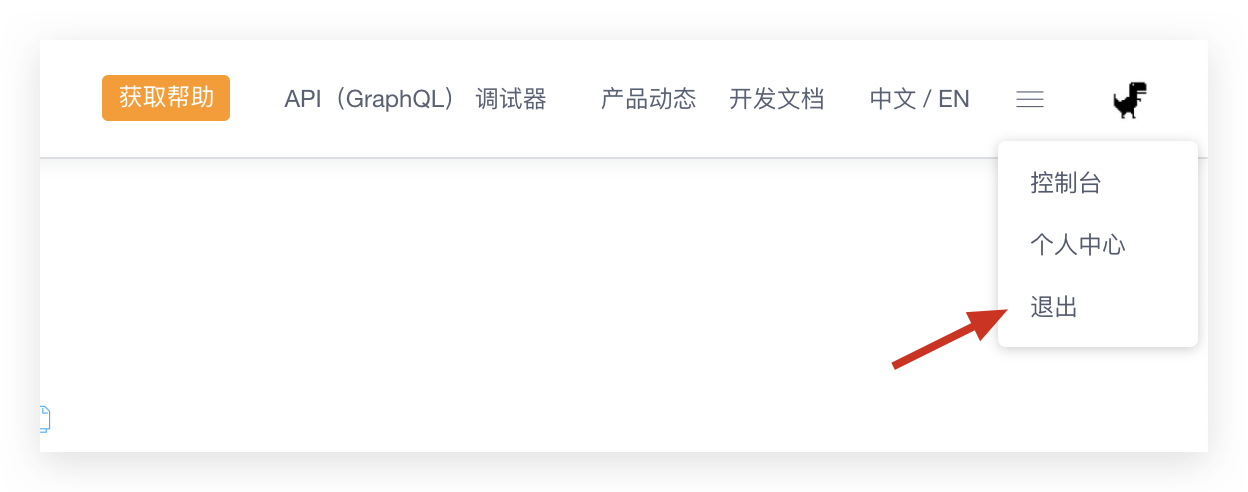 获取帮助 API（GraphQL） 调试器 产品动态 开发文档 中文 / EN
控制台
个人中心
退出